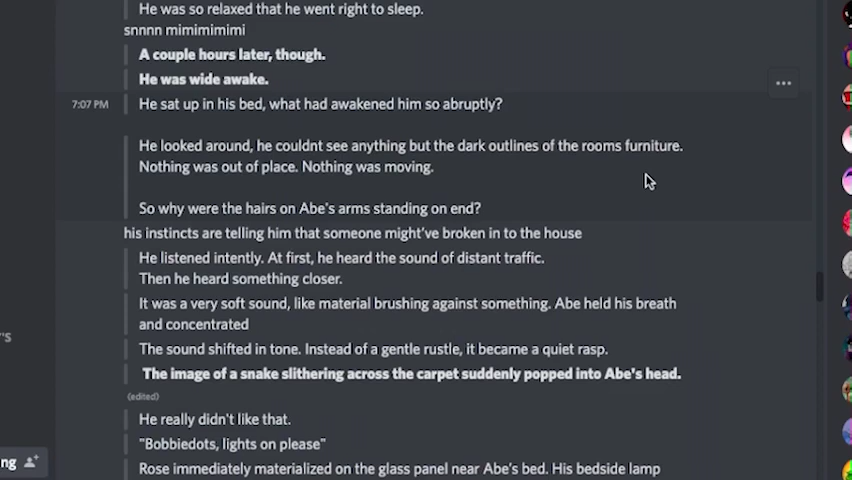 He was so relaxed that he went right to sleep.
snnnn mimimimimi
A couple hours later, though.
He was wide awake.
7:07 PM
He sat up in his bed, what had awakened him so abruptly?
He looked around, he couldnt see anything but the dark outlines of the rooms furniture.
Nothing was out of place. Nothing was moving.
So why were the hairs on Abe's arms standing on end?
his instincts are telling him that someone might've broken in to the house
He listened intently. At first, he heard the sound of distant traffic.
Then he heard something closer.
It was a very soft sound, like material brushing against something. Abe held his breath
and concentrated
'S
The sound shifted in tone. Instead of a gentle rustle, it became a quiet rasp.
The image of a snake slithering across the carpet suddenly popped into Abe's head.
(edited)
He really didn't like that.
"Bobbiedots, lights on please"
ng
Rose immediately materialized on the glass panel near Abe's bed. His bedside lamp